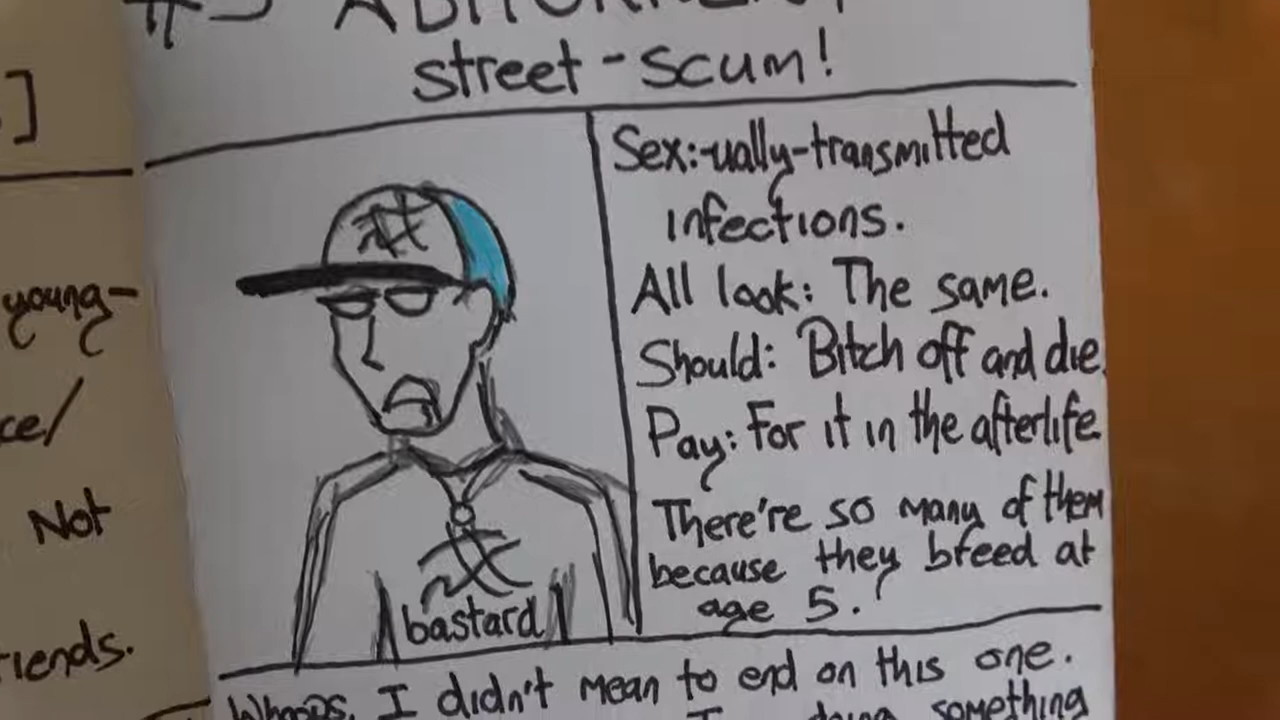 #5
street-scum!
]
young-
ce/
Not
riends.
bastard
Sex:-ually-transmitted
infections.
All look: The same.
Should: Bitch off and die.
Pay: For it in the afterlife.
There're so many of them
because they breed at
age 5.
Whoops. I didn't mean to end on this one.
I doing something